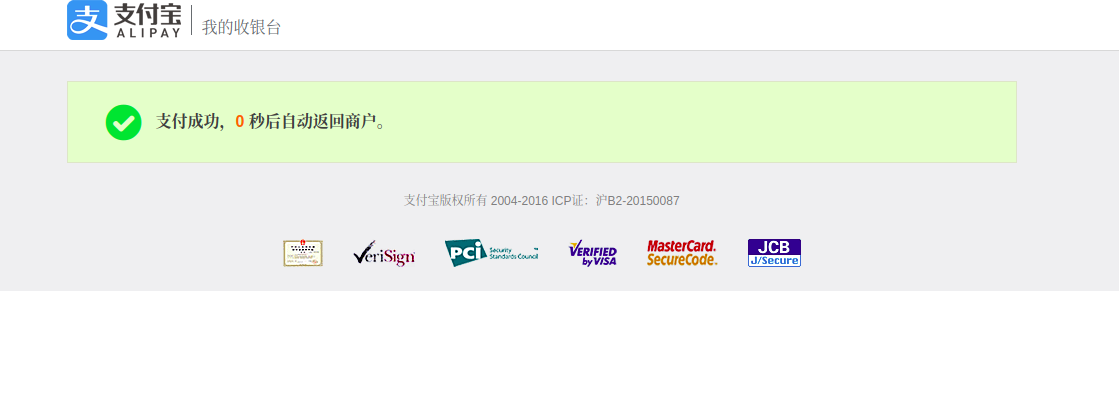 支付宝
ALIPAY
我的收银台
支付成功，0 秒后自动返回商户。
支付宝版权所有 2004-2016 ICP证：沪B2-20150087
VeriSign
PCi Security Standards Council
VERIFIED by VISA
MasterCard. SecureCode.
JCB J/Secure